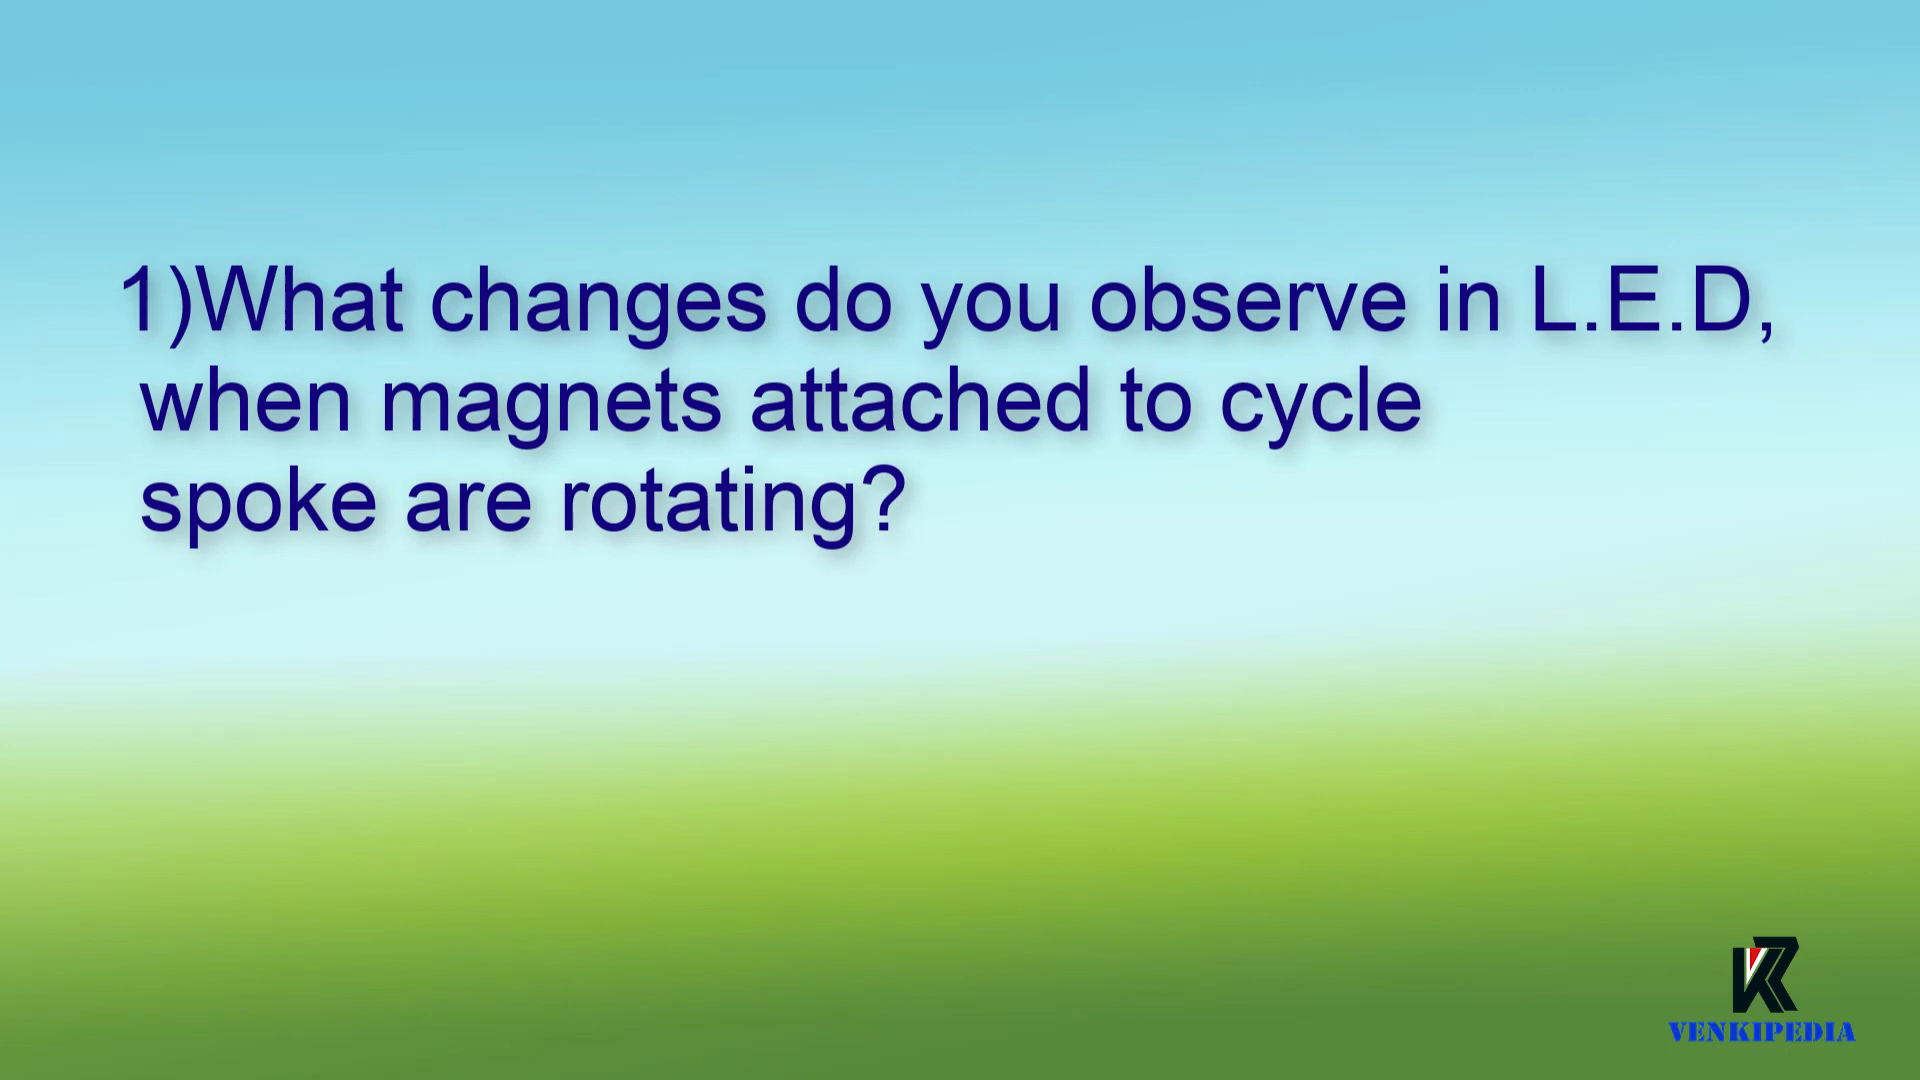 1)What changes do you observe in L.E.D,
when magnets attached to cycle
spoke are rotating?
VENKIPEDIA